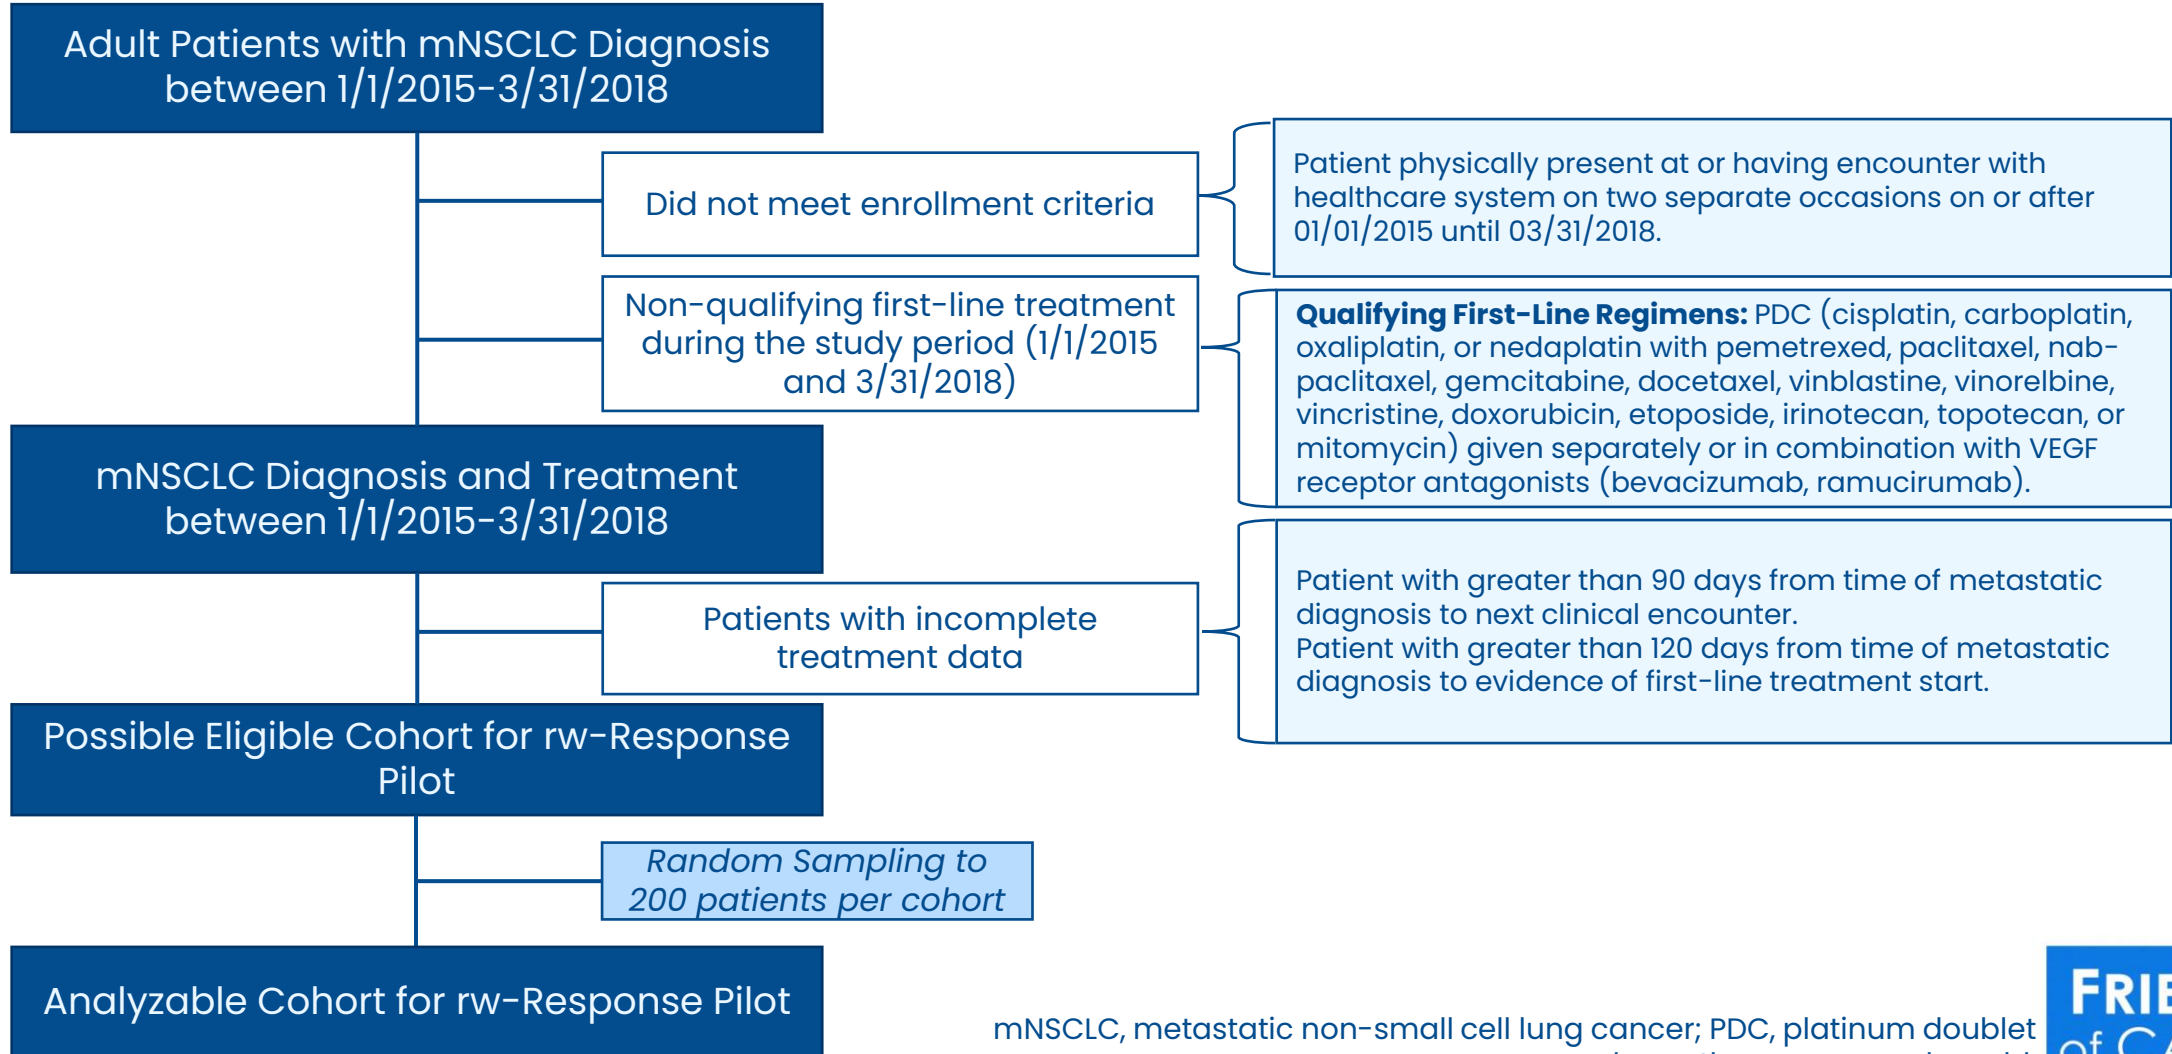 Adult Patients with mNSCLC Diagnosis
between 1/1/2015-3/31/2018
Did not meet enrollment criteria
Patient physically present at or having encounter with
healthcare system on two separate occasions on or after
01/01/2015 until 03/31/2018.
Non-qualifying first-line treatment
during the study period (1/1/2015
and 3/31/2018)
Qualifying First-Line Regimens: PDC (cisplatin, carboplatin,
oxaliplatin, or nedaplatin with pemetrexed, paclitaxel, nab-
paclitaxel, gemcitabine, docetaxel, vinblastine, vinorelbine,
vincristine, doxorubicin, etoposide, irinotecan, topotecan, or
mitomycin) given separately or in combination with VEGF
receptor antagonists (bevacizumab, ramucirumab).
mNSCLC Diagnosis and Treatment
between 1/1/2015-3/31/2018
Patients with incomplete
treatment data
Patient with greater than 90 days from time of metastatic
diagnosis to next clinical encounter.
Patient with greater than 120 days from time of metastatic
diagnosis to evidence of first-line treatment start.
Possible Eligible Cohort for rw-Response
Pilot
Random Sampling to
200 patients per cohort
Analyzable Cohort for rw-Response Pilot
mNSCLC, metastatic non-small cell lung cancer; PDC, platinum doublet
of